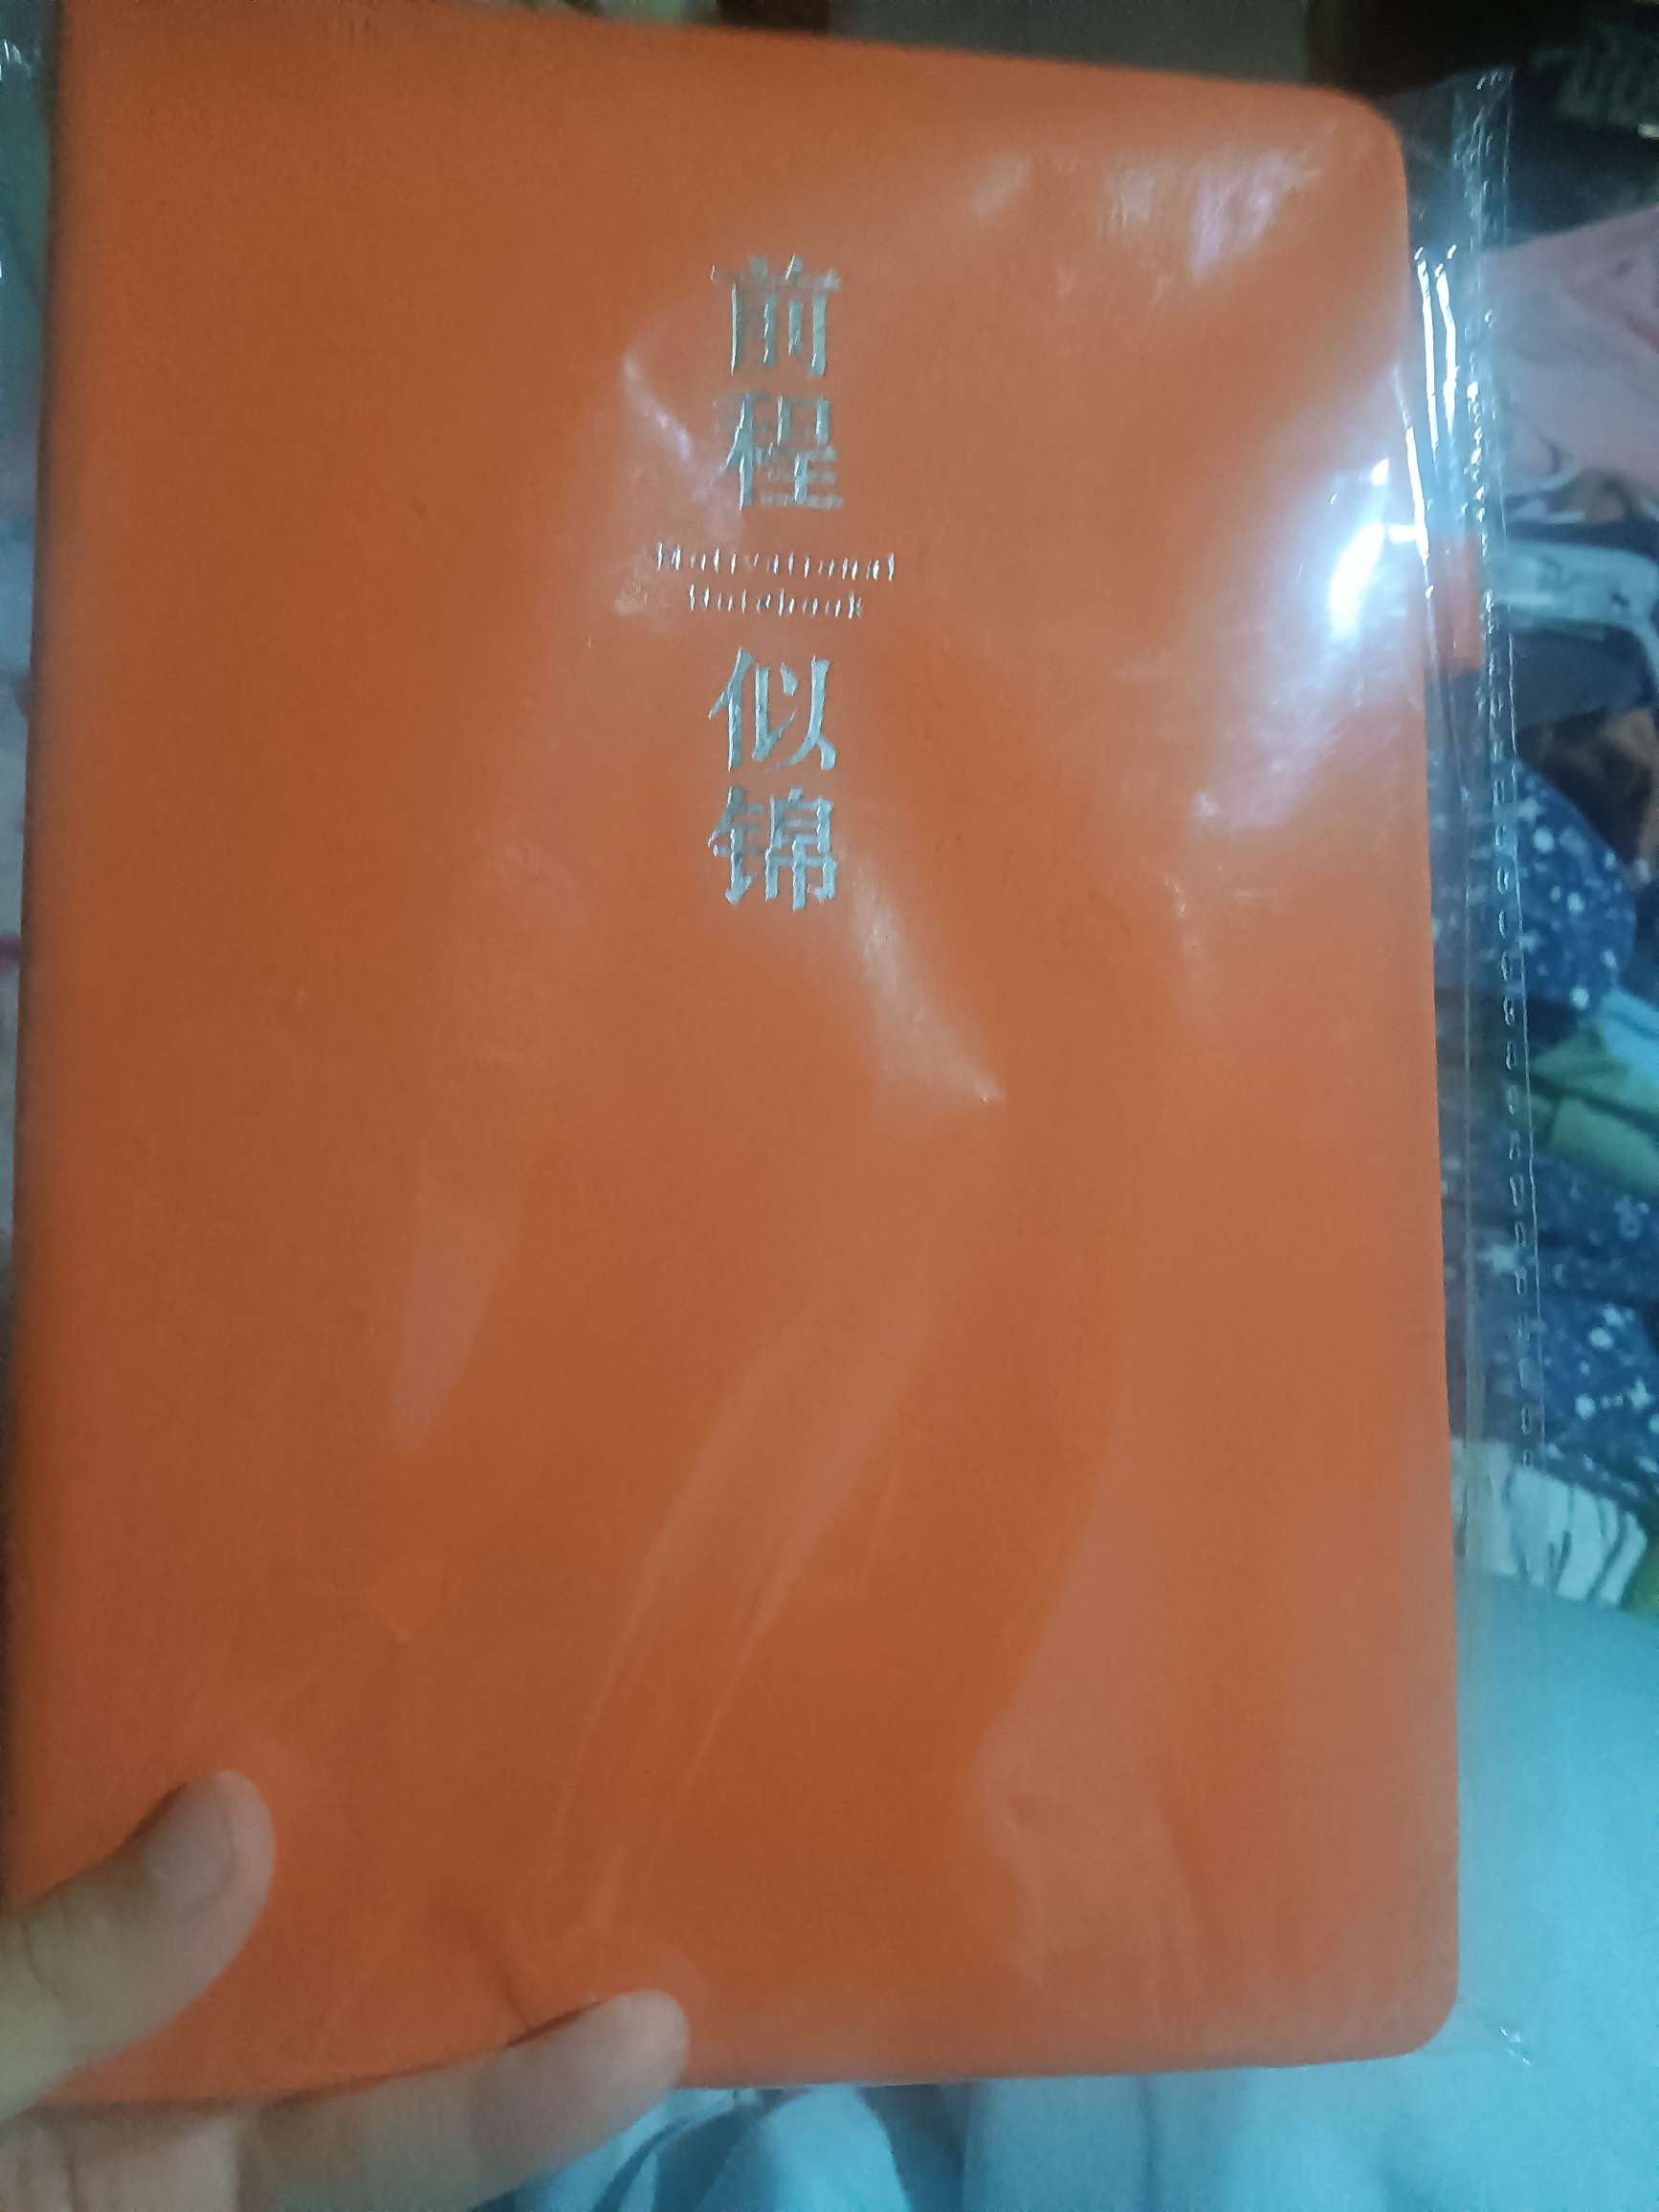 前程
Motivational
Notebook
似锦